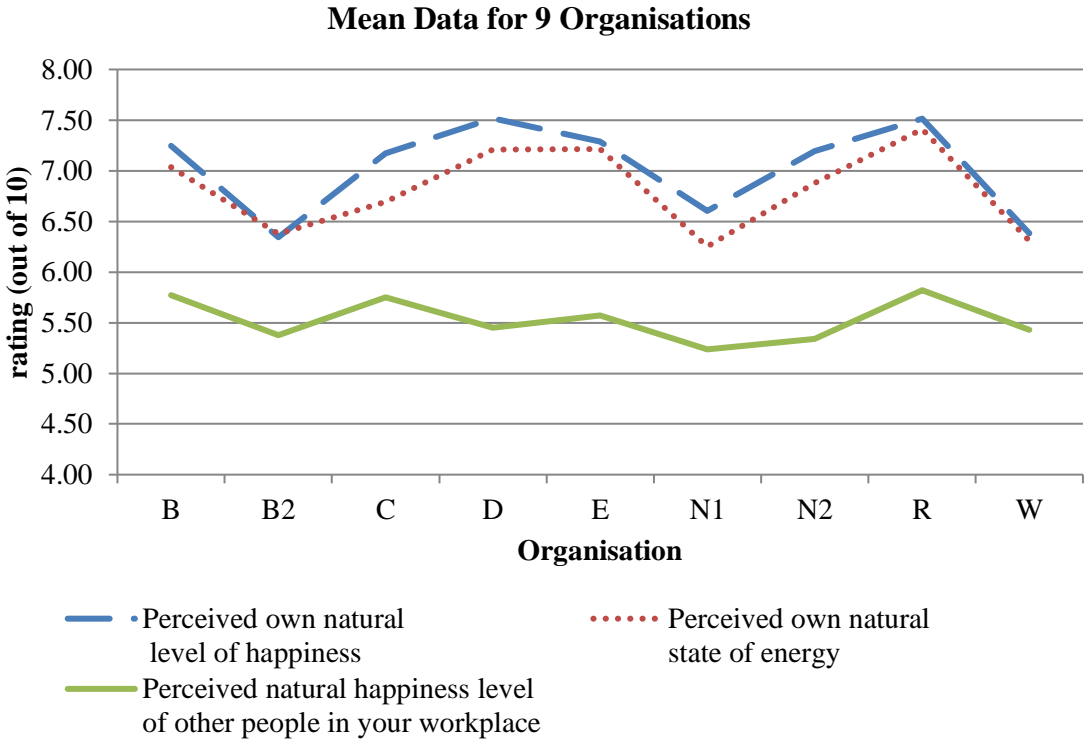 Mean Data for 9 Organisations
rating (out of 10)
8.00
7.50
7.00
6.50
6.00
5.50
5.00
4.50
4.00
B B2 C D E N1 N2 R W
Organisation
Perceived own natural
level of happiness
Perceived own natural
state of energy
Perceived natural happiness level
of other people in your workplace